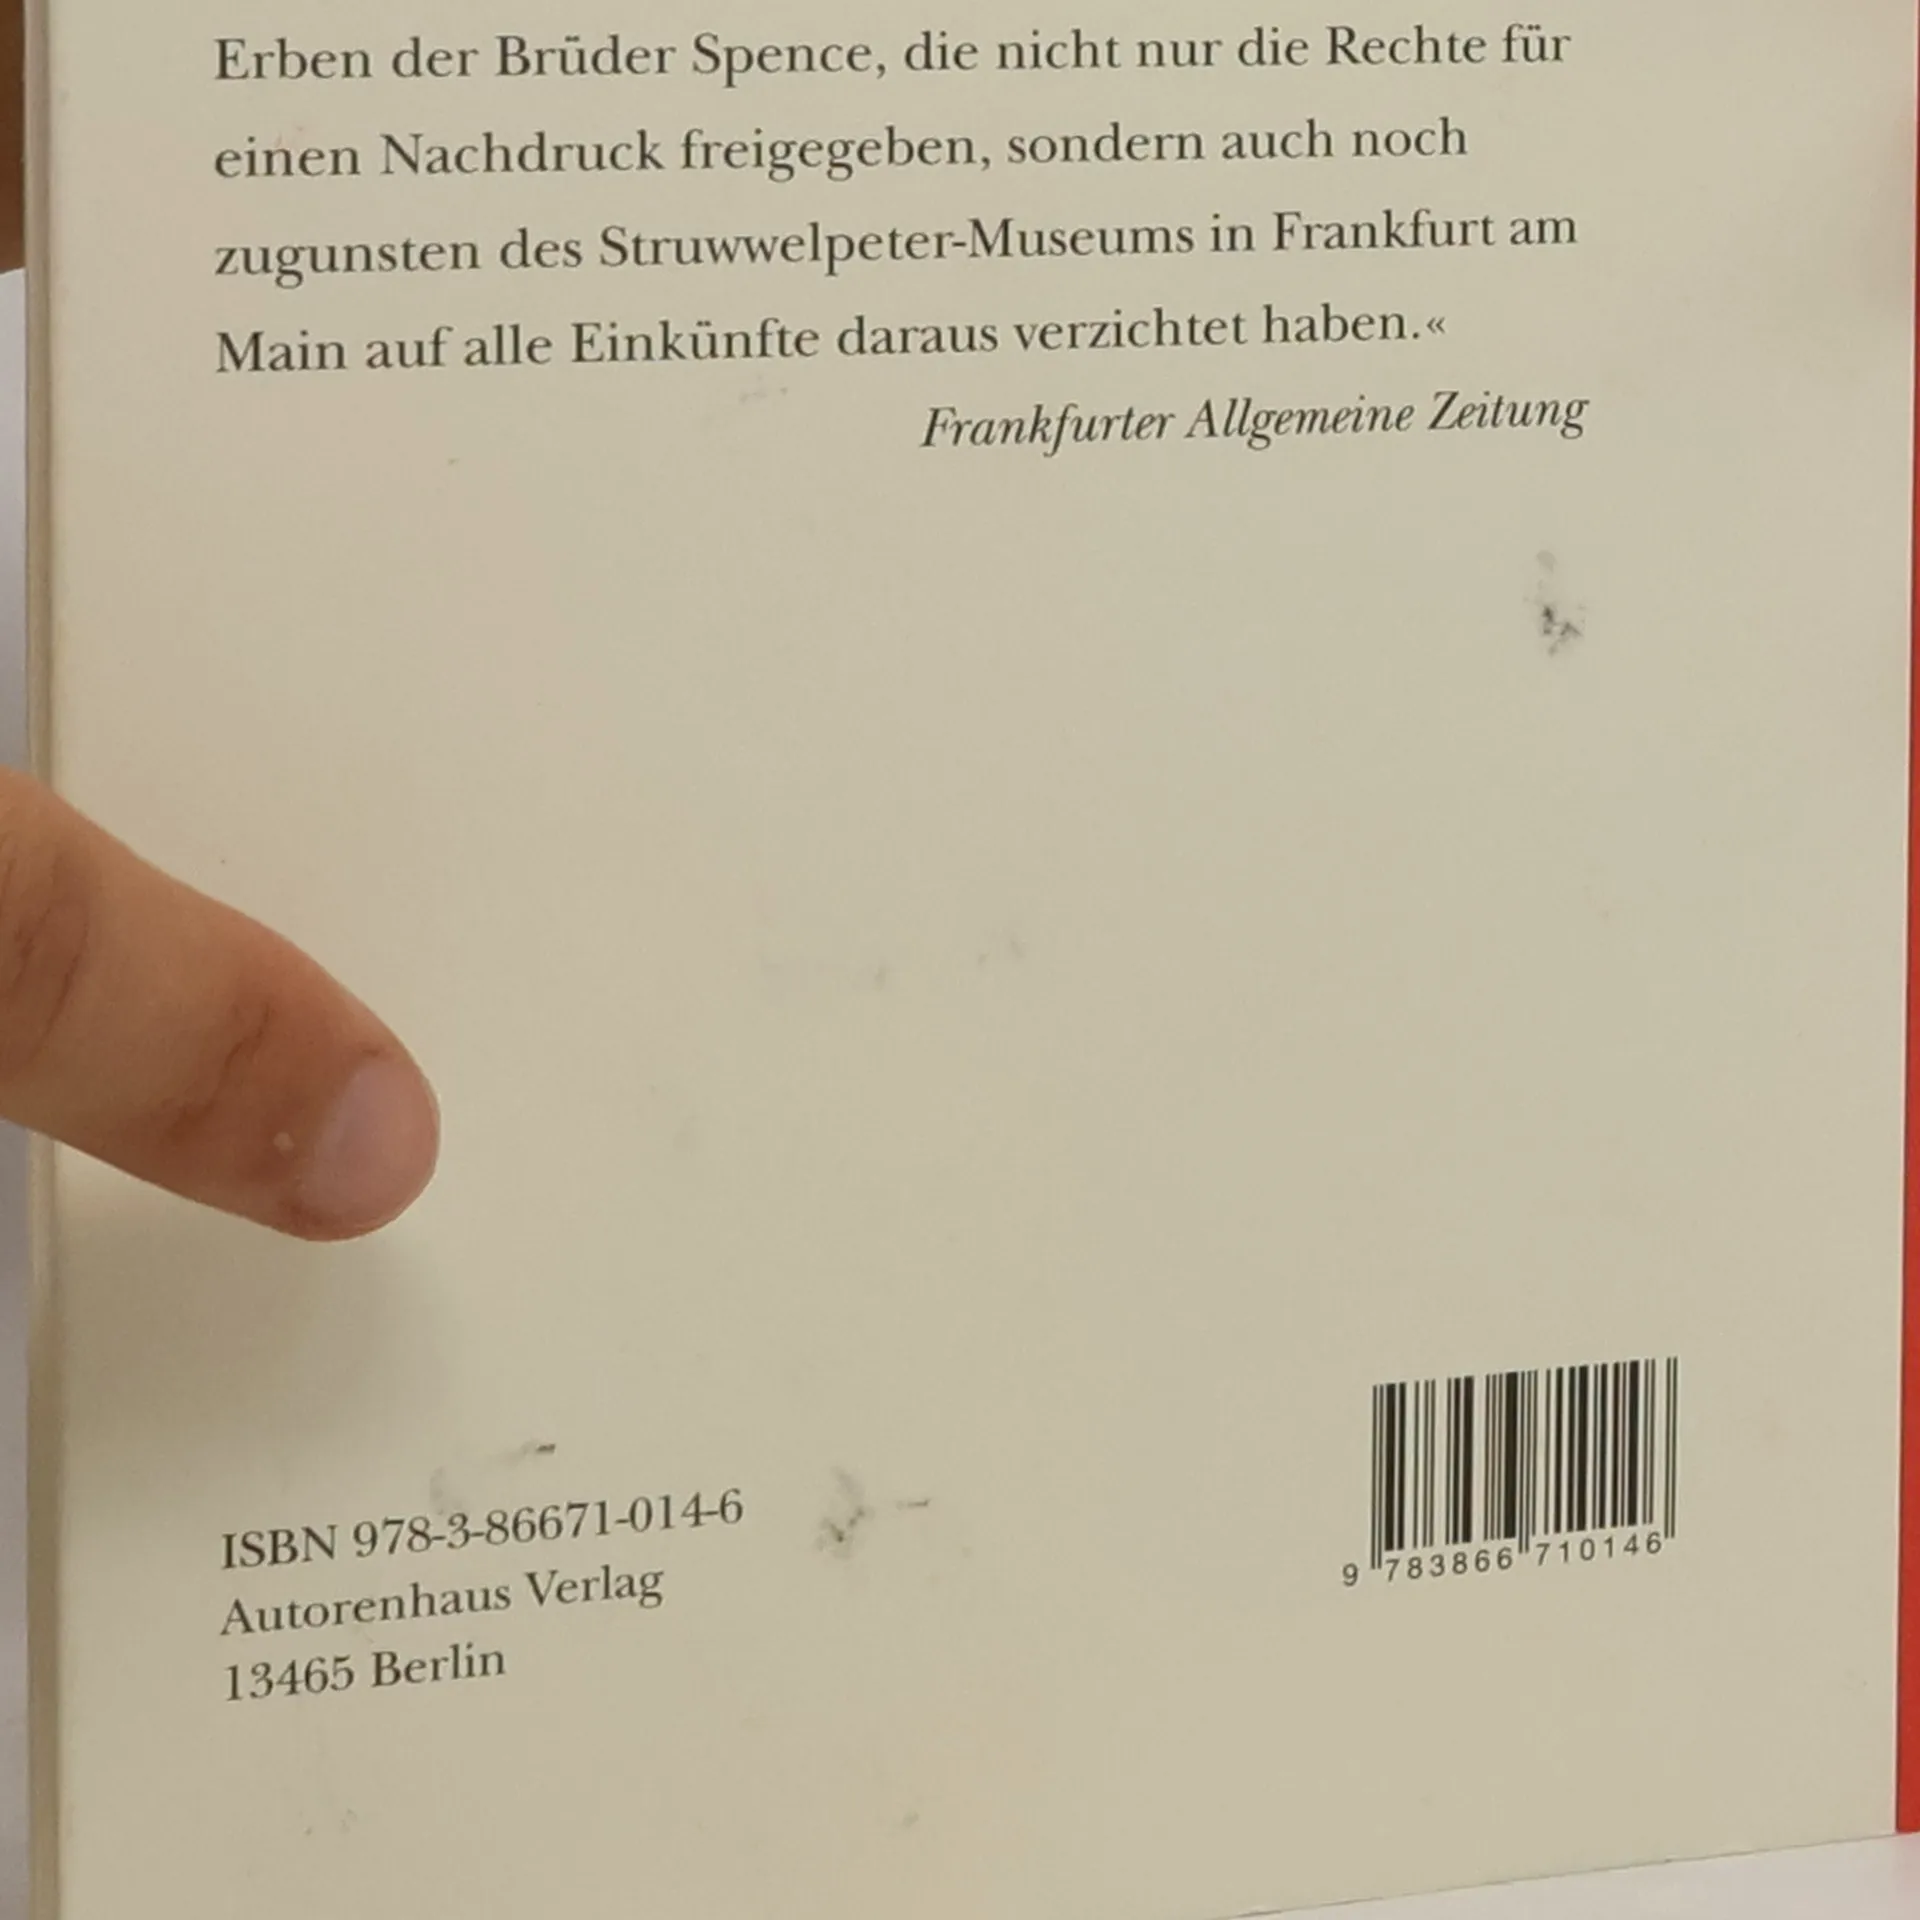 Erben der Brüder Spence, die nicht nur die Rechte für
einen Nachdruck freigegeben, sondern auch noch
zugunsten des Struwwelpeter-Museums in Frankfurt am
Main auf alle Einkünfte daraus verzichtet haben.«
Frankfurter Allgemeine Zeitung
ISBN 978-3-86671-014-6
Autorenhaus Verlag
13465 Berlin
9 783866 710146